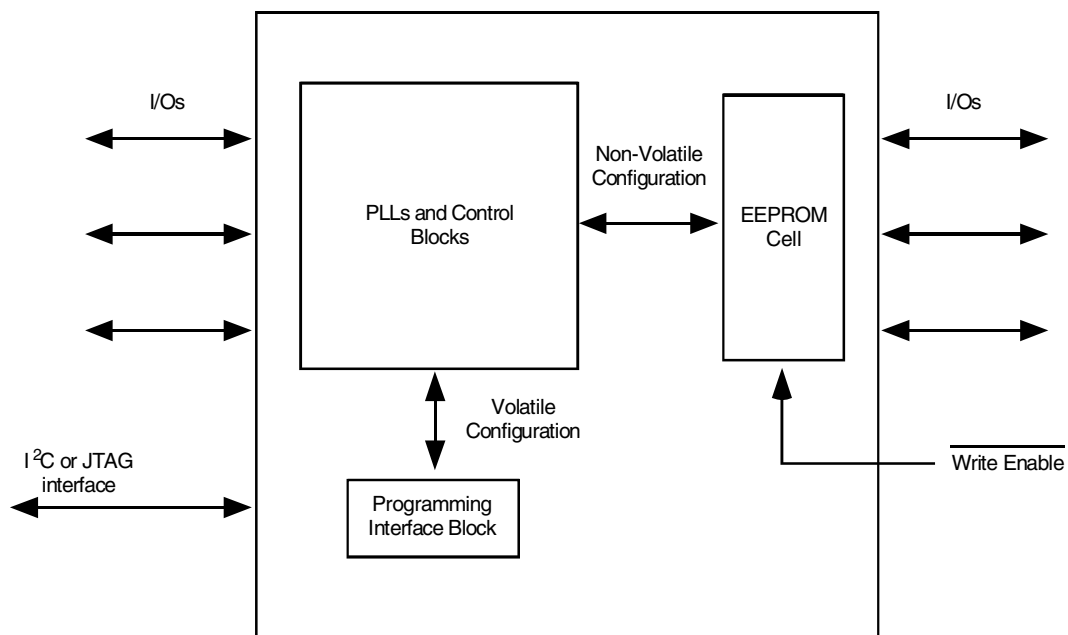 I/Os
I/Os
Non-Volatile
Configuration
PLLs and Control
Blocks
EEPROM
Cell
Volatile
Configuration
I²C or JTAG
interface
Write Enable
Programming
Interface Block